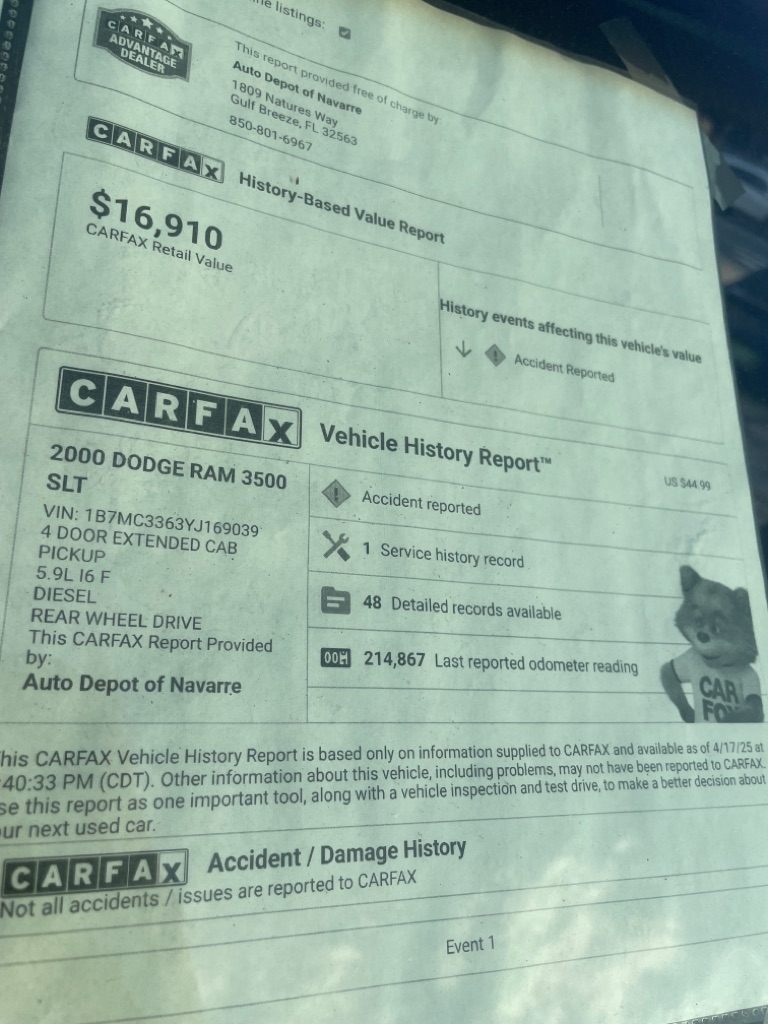 listings:
CARFAX
ADVANTAGE
DEALER
This report provided free of charge by:
Auto Depot of Navarre
1809 Natures Way
Gulf Breeze, FL 32563
850-801-6967
CARFAX History-Based Value Report
$16,910
CARFAX Retail Value
History events affecting this vehicle's value
Accident Reported
CARFAX Vehicle History Report™
US $44.99
2000 DODGE RAM 3500
SLT
VIN: 1B7MC3363YJ169039
4 DOOR EXTENDED CAB
PICKUP
5.9L I6 F
DIESEL
REAR WHEEL DRIVE
This CARFAX Report Provided
by:
Auto Depot of Navarre
Accident reported
1 Service history record
48 Detailed records available
214,867 Last reported odometer reading
CAR
FOX
his CARFAX Vehicle History Report is based only on information supplied to CARFAX and available as of 4/17/25 at
:40:33 PM (CDT). Other information about this vehicle, including problems, may not have been reported to CARFAX.
se this report as one important tool, along with a vehicle inspection and test drive, to make a better decision about
ur next used car.
CARFAX Accident / Damage History
Not all accidents / issues are reported to CARFAX
Event 1